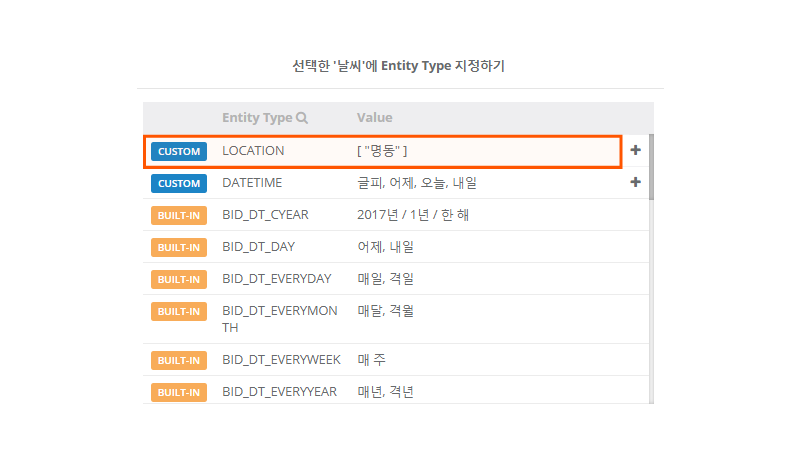 선택한 '날씨'에 Entity Type 지정하기
Entity Type Value
CUSTOM LOCATION [ "명동" ]
CUSTOM DATETIME 글피, 어제, 오늘, 내일
BUILT-IN BID_DT_CYEAR 2017년 / 1년 / 한 해
BUILT-IN BID_DT_DAY 어제, 내일
BUILT-IN BID_DT_EVERYDAY 매일, 격일
BUILT-IN BID_DT_EVERYMON 매달, 격월
TH
BUILT-IN BID_DT_EVERYWEEK 매 주
BUILT-IN BID_DT_EVERYYEAR 매년, 격년